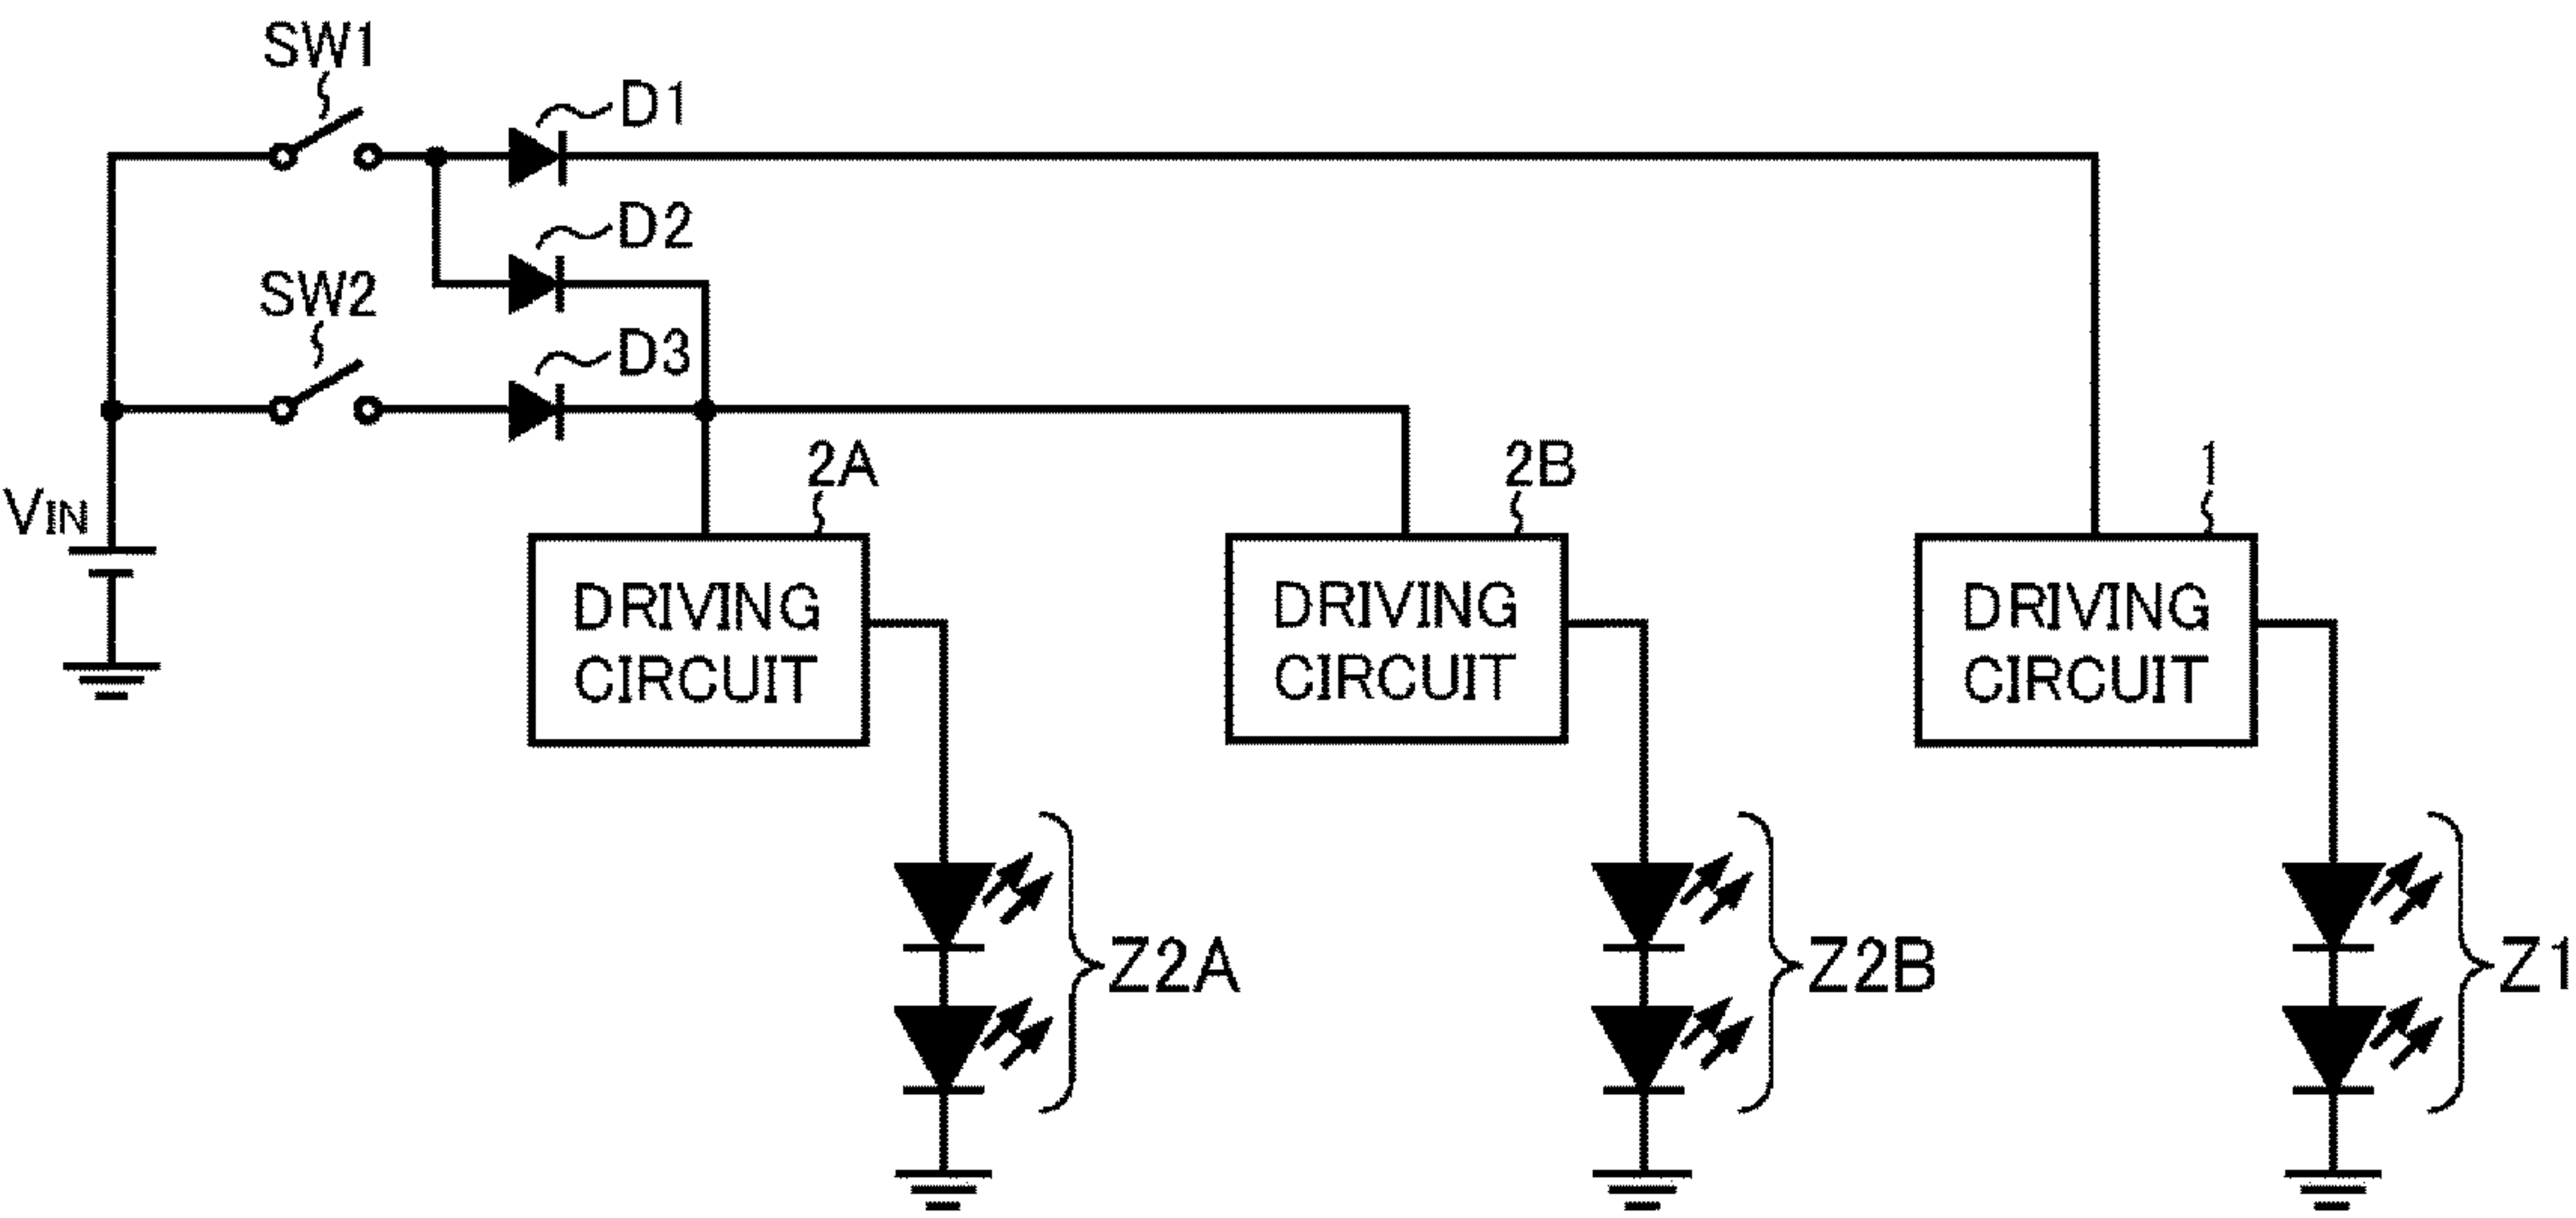 SW1
D1
D2
SW2
D3
2A
2B
1
VIN
DRIVING
CIRCUIT
DRIVING
CIRCUIT
DRIVING
CIRCUIT
Z2A
Z2B
Z1